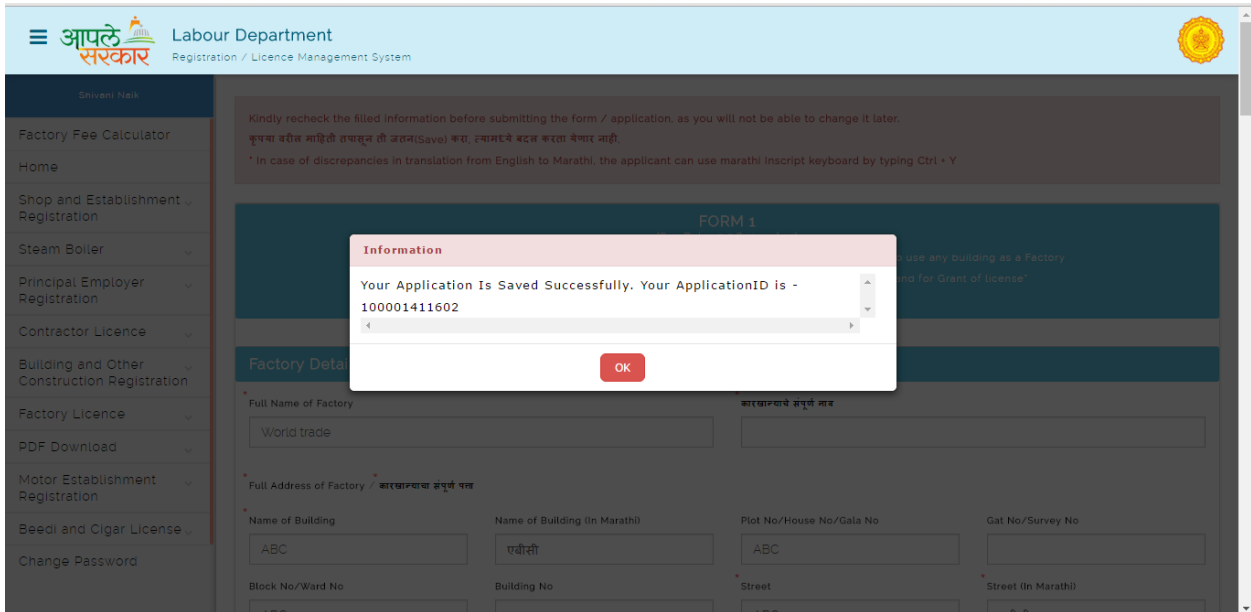 आपले सरकार
Labour Department
Registration / Licence Management System
Shivani Naik
Factory Fee Calculator
Home
Shop and Establishment Registration
Steam Boiler
Principal Employer Registration
Contractor Licence
Building and Other Construction Registration
Factory Licence
PDF Download
Motor Establishment Registration
Beedi and Cigar License
Change Password
Kindly recheck the filled information before submitting the form / application, as you will not be able to change it later.
कृपया वरील माहिती तपासून ती जतन(Save) करा, त्यामध्ये बदल करता येणार नाही.
* In case of discrepancies in translation from English to Marathi, the applicant can use marathi Inscript keyboard by typing Ctrl + Y
FORM 1
o use any building as a Factory
and for Grant of license"
Information
Your Application Is Saved Successfully. Your ApplicationID is -
100001411602
OK
Factory Detai
* Full Name of Factory
* कारखान्याचे संपूर्ण नाव
World trade
* Full Address of Factory / * कारखान्याचा संपूर्ण पत्ता
* Name of Building
Name of Building (In Marathi)
Plot No/House No/Gala No
Gat No/Survey No
ABC
एबीसी
ABC
Block No/Ward No
Building No
* Street
* Street (In Marathi)